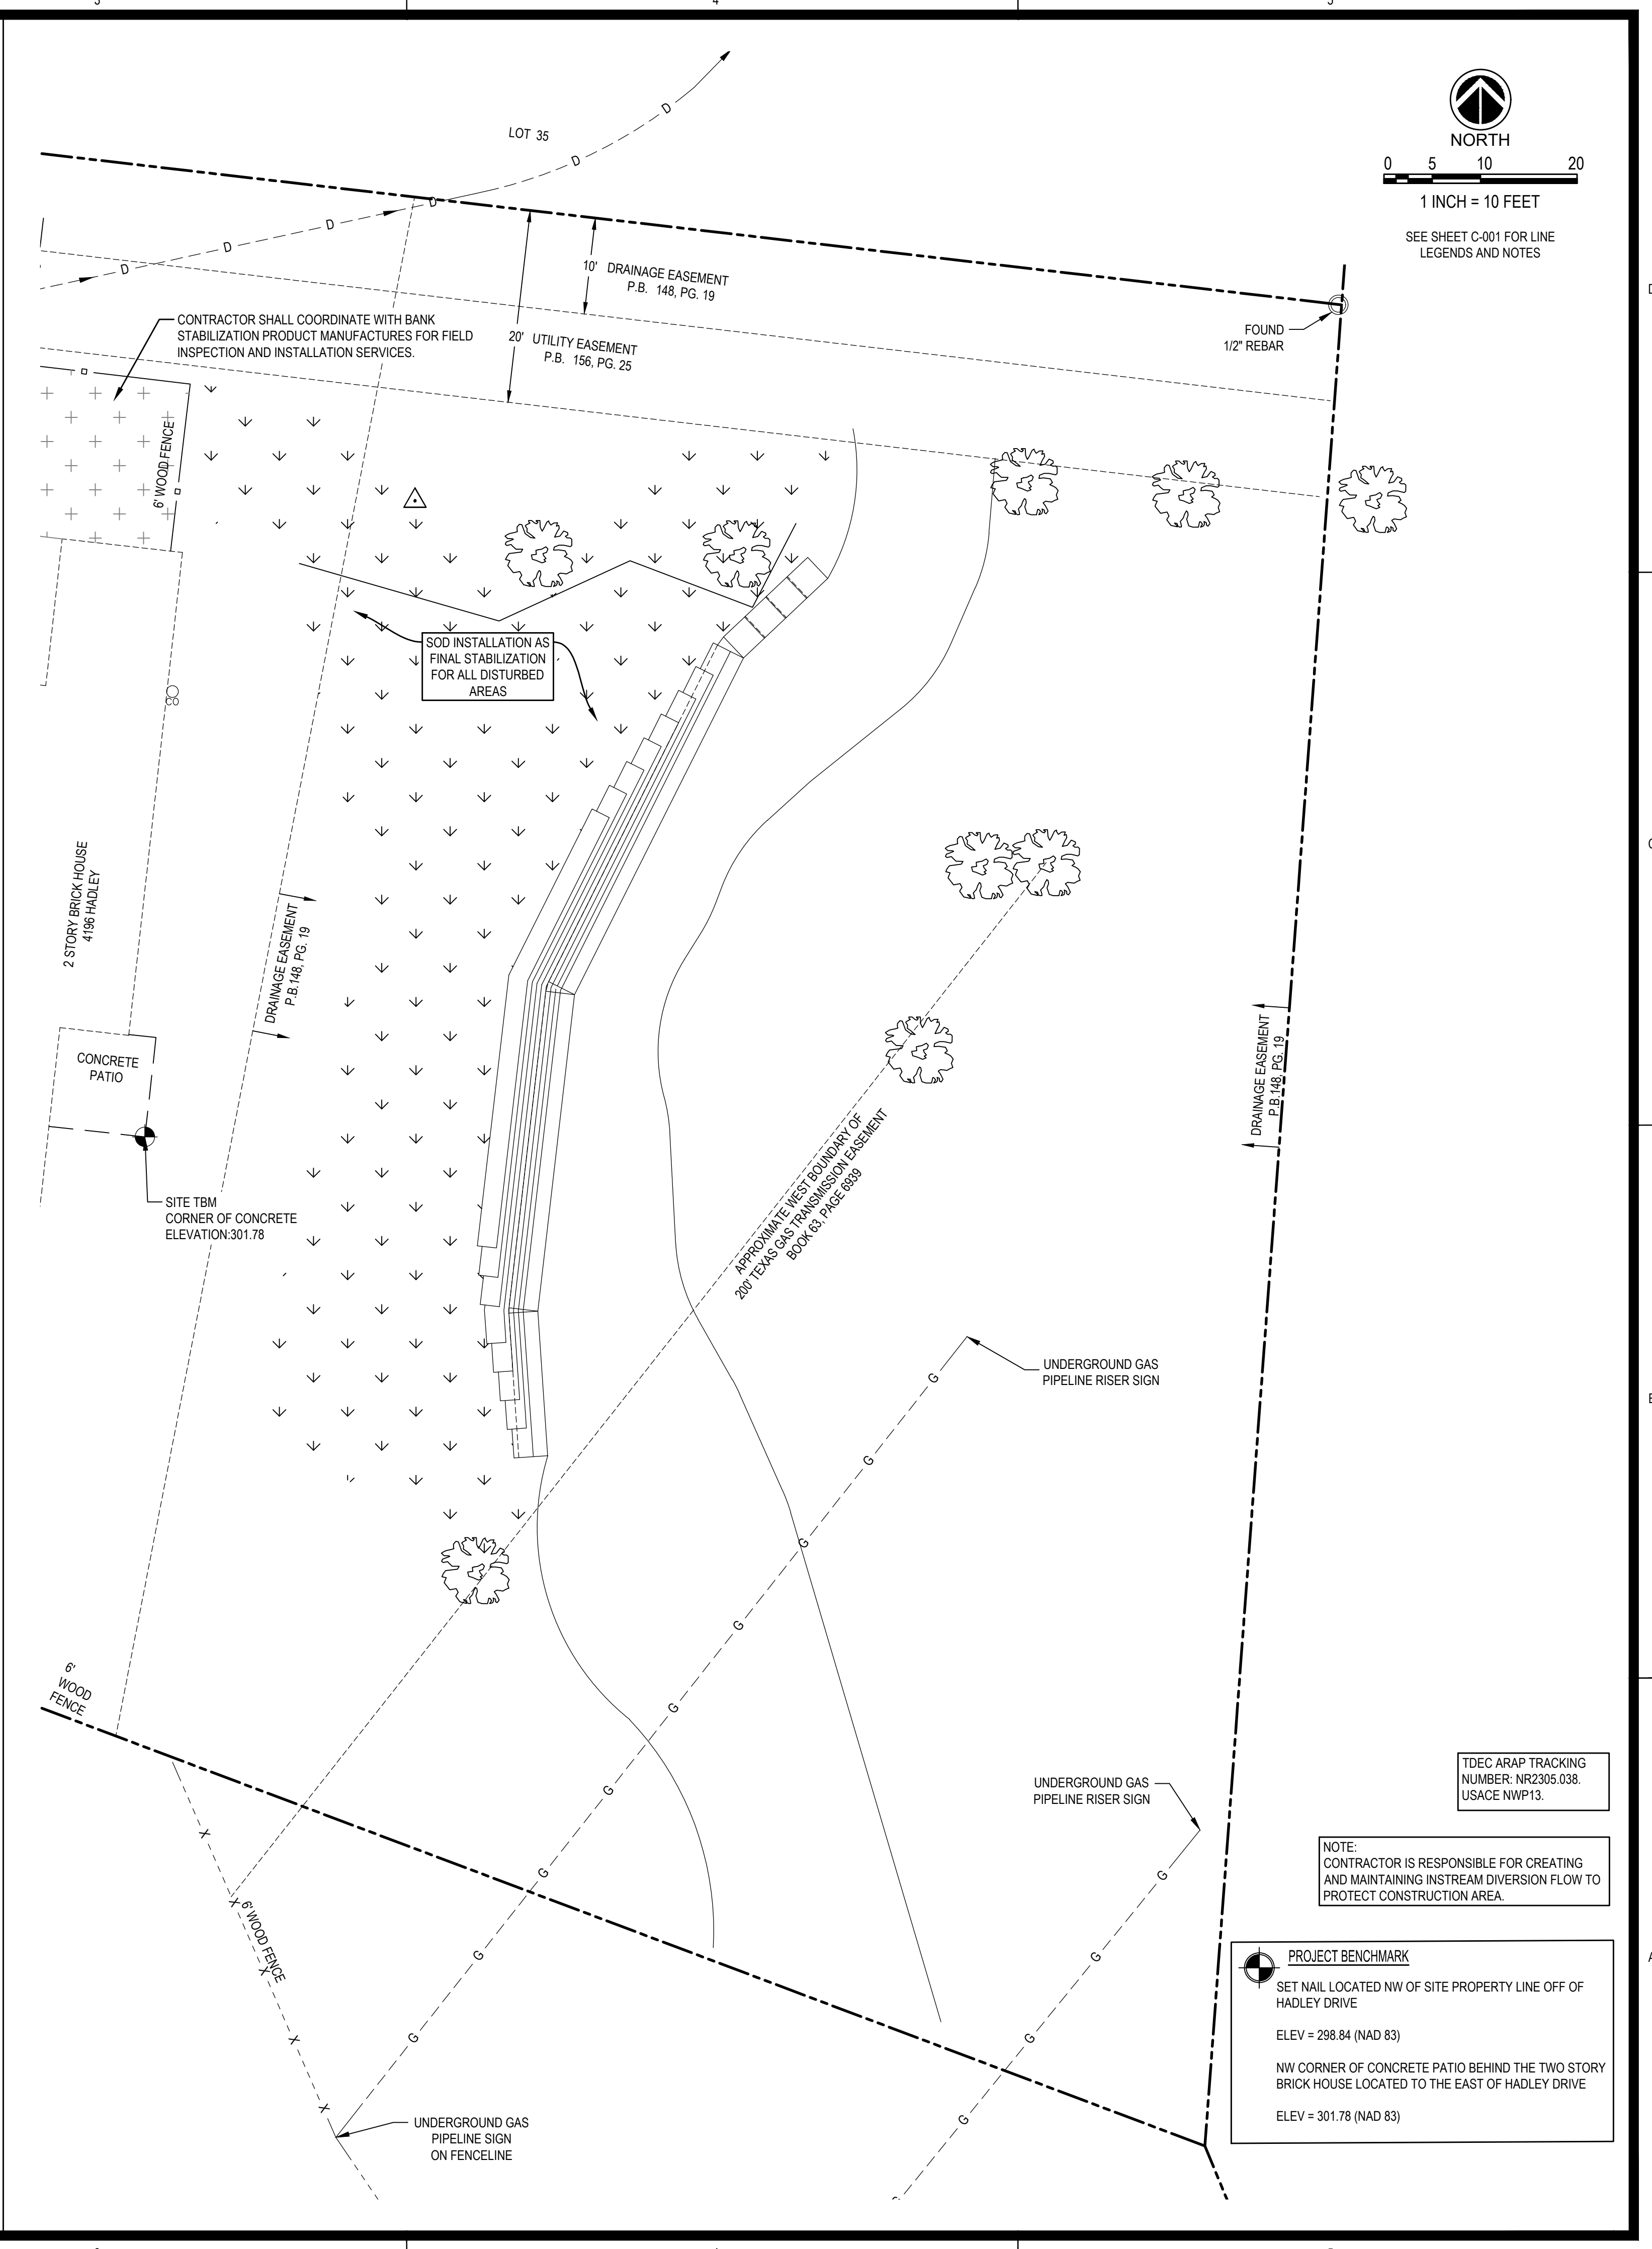 LOT 35
NORTH
0 5 10 20
1 INCH = 10 FEET
SEE SHEET C-001 FOR LINE
LEGENDS AND NOTES
D
D
D
D
D
D
10' DRAINAGE EASEMENT
P.B. 148, PG. 19
20' UTILITY EASEMENT
P.B. 156, PG. 25
FOUND
1/2" REBAR
CONTRACTOR SHALL COORDINATE WITH BANK
STABILIZATION PRODUCT MANUFACTURES FOR FIELD
INSPECTION AND INSTALLATION SERVICES.
6' WOOD FENCE
SOD INSTALLATION AS
FINAL STABILIZATION
FOR ALL DISTURBED
AREAS
CO
2 STORY BRICK HOUSE
4196 HADLEY
DRAINAGE EASEMENT
P.B.148, PG. 19
CONCRETE
PATIO
DRAINAGE EASEMENT
P.B.148, PG. 19
SITE TBM
CORNER OF CONCRETE
ELEVATION:301.78
APPROXIMATE WEST BOUNDARY OF
200' TEXAS GAS TRANSMISSION EASEMENT
BOOK 63, PAGE 6939
UNDERGROUND GAS
PIPELINE RISER SIGN
G
G
G
G
G
G
G
G
G
6'
WOOD
FENCE
UNDERGROUND GAS
PIPELINE RISER SIGN
G
G
G
G
X
X
X
X
X
6' WOOD FENCE
UNDERGROUND GAS
PIPELINE SIGN
ON FENCELINE
TDEC ARAP TRACKING
NUMBER: NR2305.038.
USACE NWP13.
NOTE:
CONTRACTOR IS RESPONSIBLE FOR CREATING
AND MAINTAINING INSTREAM DIVERSION FLOW TO
PROTECT CONSTRUCTION AREA.
PROJECT BENCHMARK
SET NAIL LOCATED NW OF SITE PROPERTY LINE OFF OF
HADLEY DRIVE
ELEV = 298.84 (NAD 83)
NW CORNER OF CONCRETE PATIO BEHIND THE TWO STORY
BRICK HOUSE LOCATED TO THE EAST OF HADLEY DRIVE
ELEV = 301.78 (NAD 83)